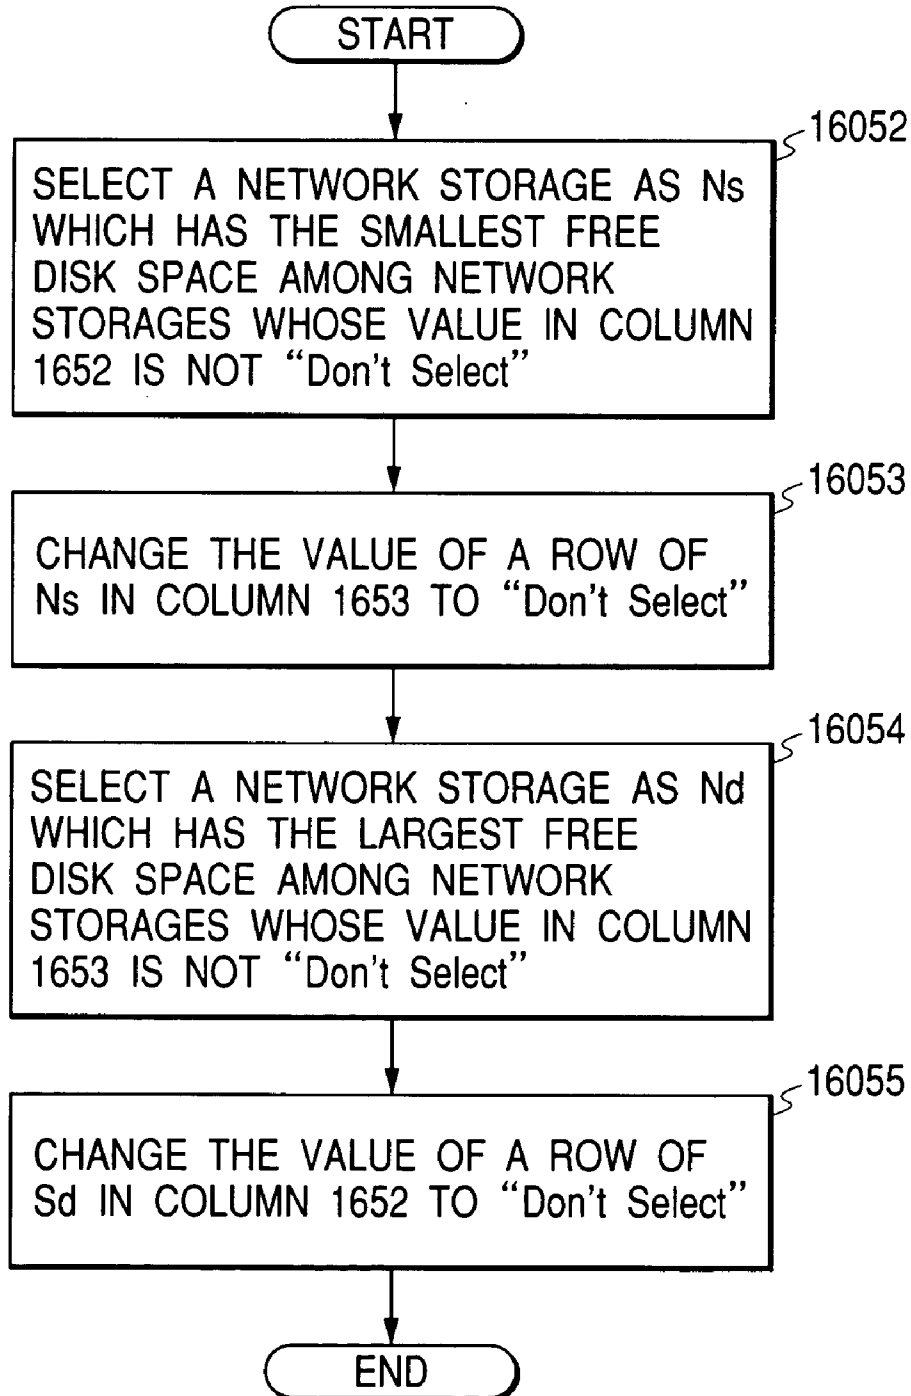 START
16052
SELECT A NETWORK STORAGE AS Ns
WHICH HAS THE SMALLEST FREE
DISK SPACE AMONG NETWORK
STORAGES WHOSE VALUE IN COLUMN
1652 IS NOT “Don't Select”
16053
CHANGE THE VALUE OF A ROW OF
Ns IN COLUMN 1653 TO “Don't Select”
16054
SELECT A NETWORK STORAGE AS Nd
WHICH HAS THE LARGEST FREE
DISK SPACE AMONG NETWORK
STORAGES WHOSE VALUE IN COLUMN
1653 IS NOT “Don't Select”
16055
CHANGE THE VALUE OF A ROW OF
Sd IN COLUMN 1652 TO “Don't Select”
END